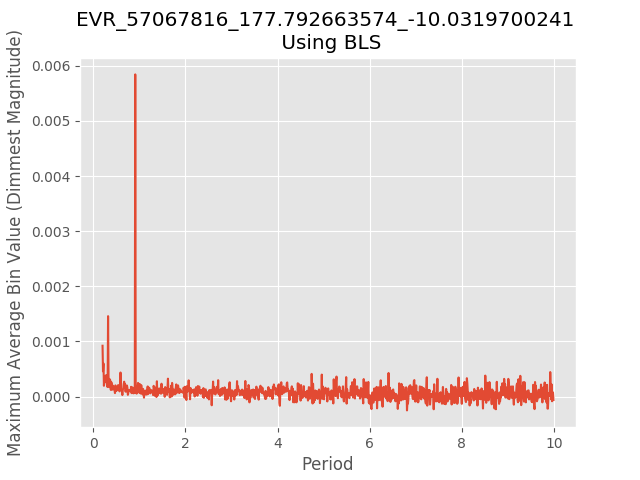 EVR_57067816_177.792663574_-10.0319700241
Using BLS
Maximum Average Bin Value (Dimmest Magnitude)
0.006
0.005
0.004
0.003
0.002
0.001
0.000
0 2 4 6 8 10
Period